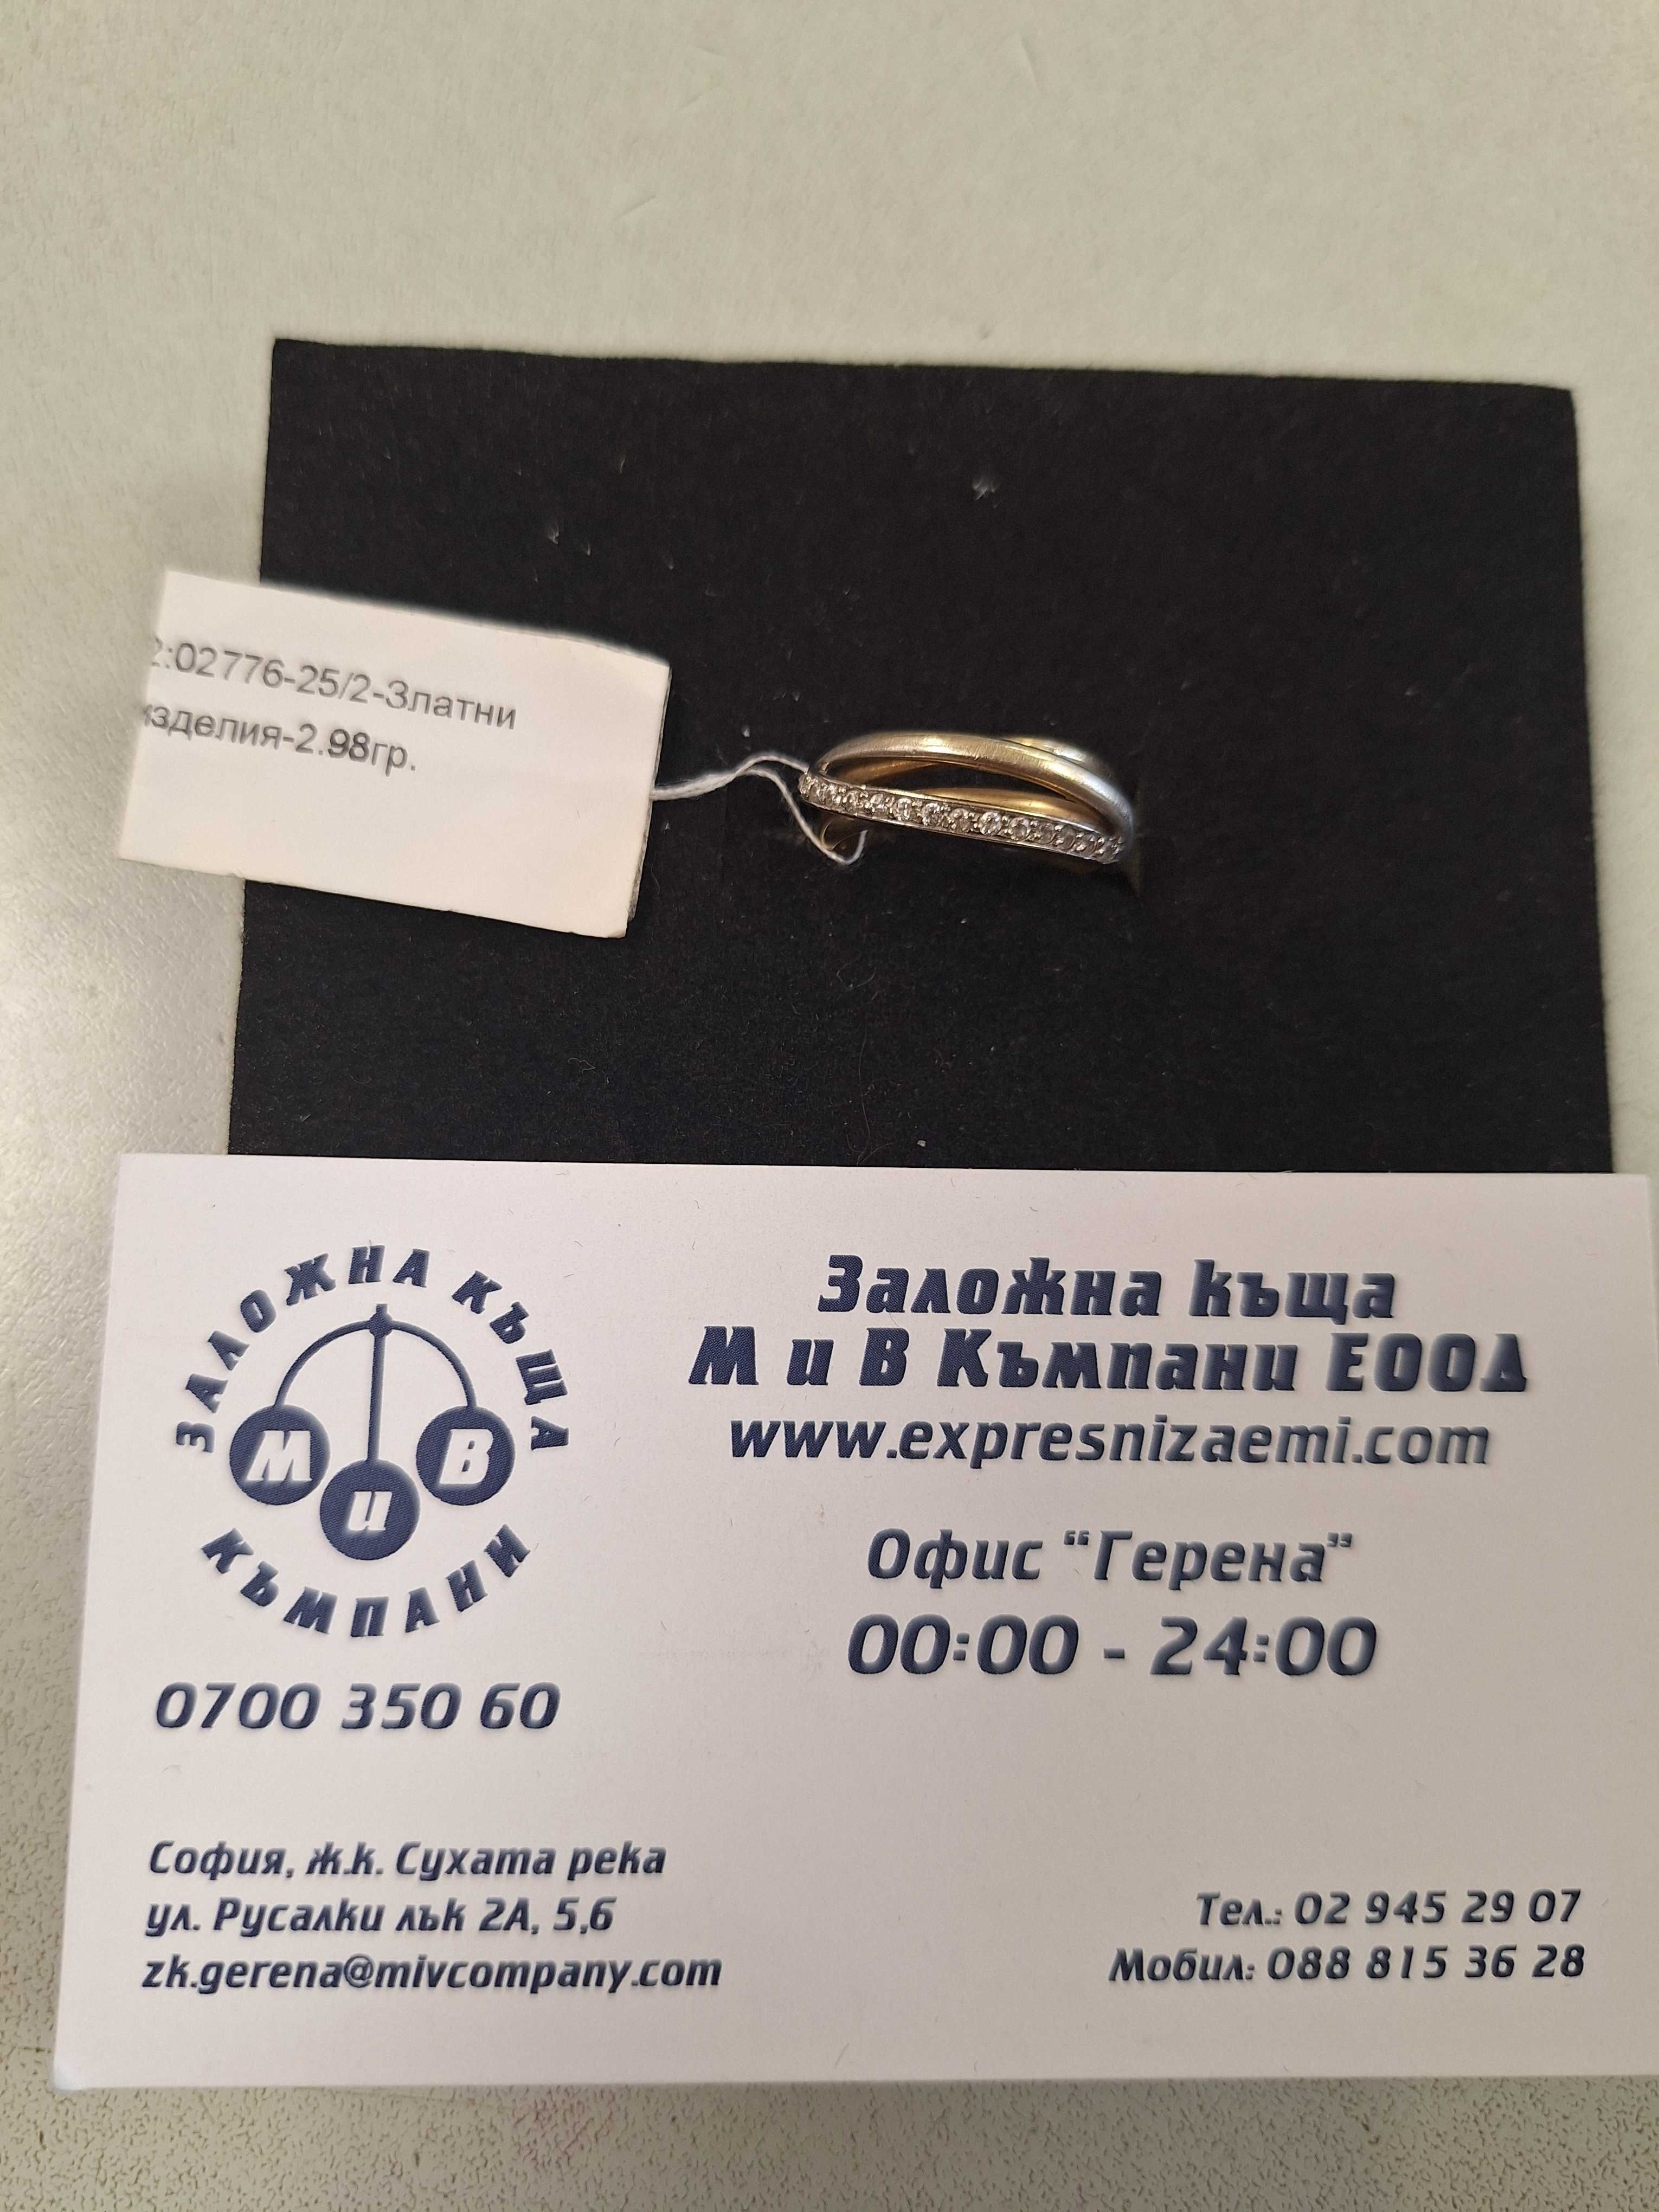 2:02776-25/2-Златни
изделия-2.98гр.
ЗАЛОЖНА КЪЩА
М и В
КЪМПАНИ
0700 350 60
Заложна къща
М и В Къмпани ЕООД
www.expresnizaemi.com
Офис “Герена”
00:00 - 24:00
София, ж.к. Сухата река
ул. Русалки лък 2А, 5,6
zk.gerena@mivcompany.com
Тел.: 02 945 29 07
Мобил: 088 815 36 28